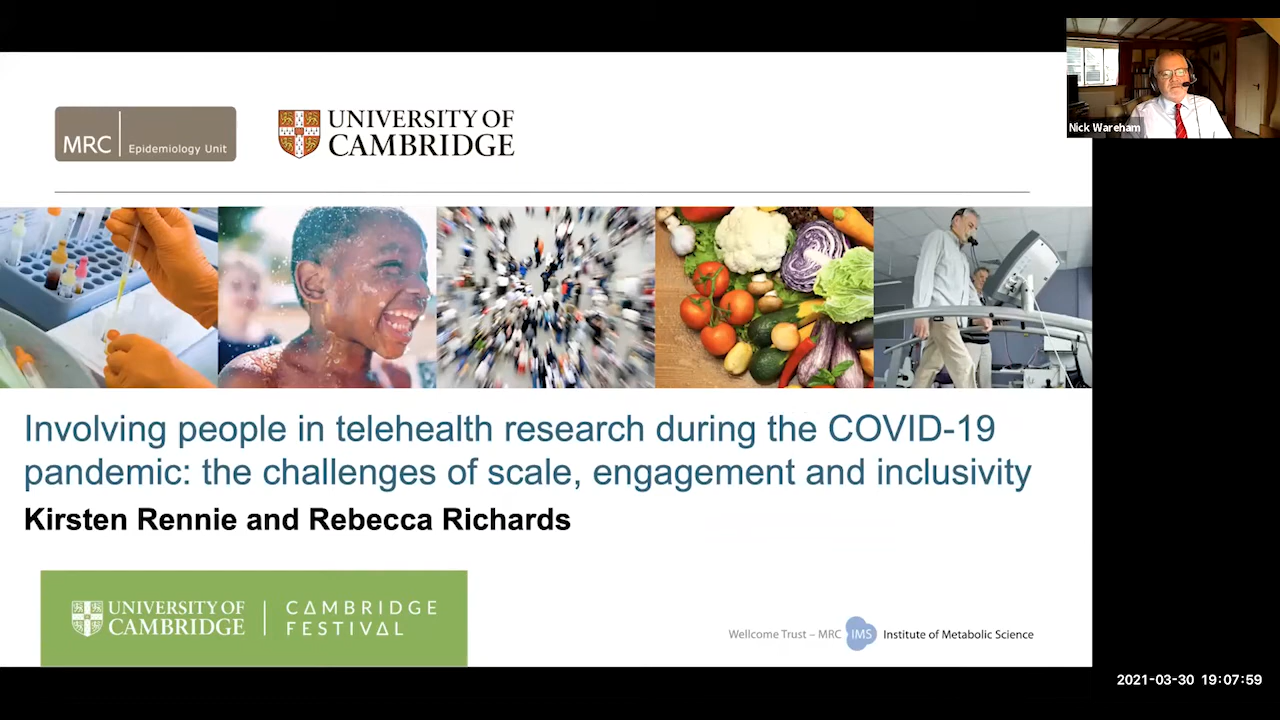 Nick Wareham
MRC | Epidemiology Unit
UNIVERSITY OF
CAMBRIDGE
Involving people in telehealth research during the COVID-19
pandemic: the challenges of scale, engagement and inclusivity
Kirsten Rennie and Rebecca Richards
UNIVERSITY OF
CAMBRIDGE
CAMBRIDGE
FESTIVAL
Wellcome Trust – MRC IMS Institute of Metabolic Science
2021-03-30 19:07:59